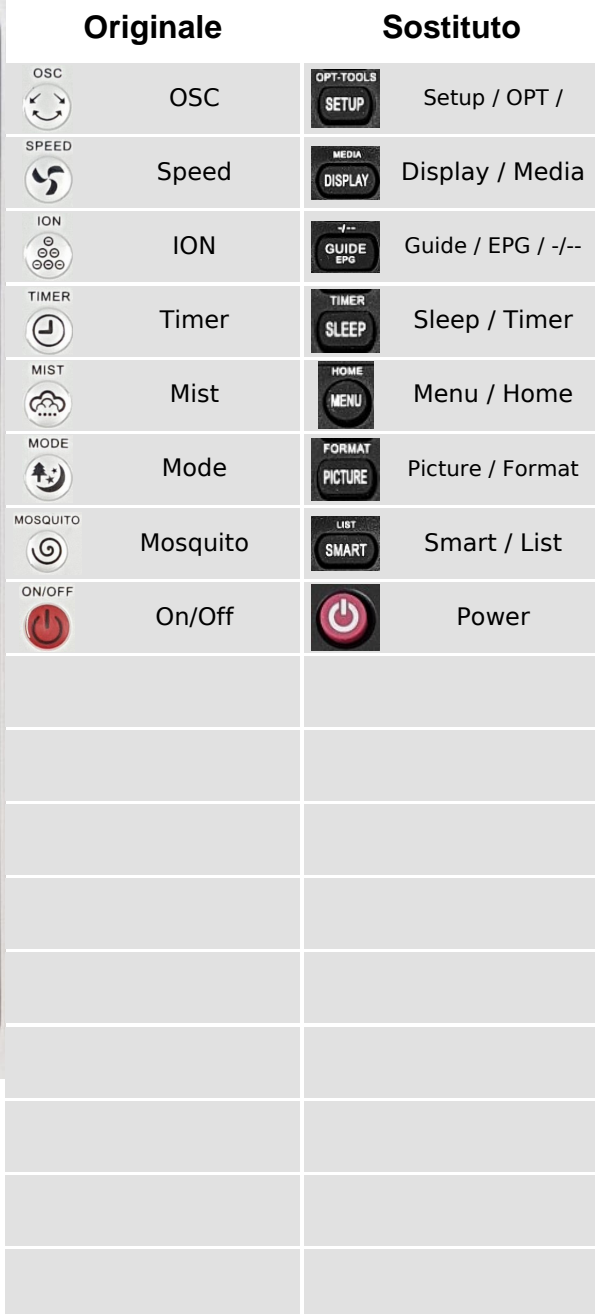 Originale Sostituto
OSC OSC OPT-TOOLS SETUP Setup / OPT /
SPEED Speed MEDIA DISPLAY Display / Media
ION ION -/-- GUIDE EPG Guide / EPG / -/--
TIMER Timer TIMER SLEEP Sleep / Timer
MIST Mist HOME MENU Menu / Home
MODE Mode FORMAT PICTURE Picture / Format
MOSQUITO Mosquito LIST SMART Smart / List
ON/OFF On/Off Power